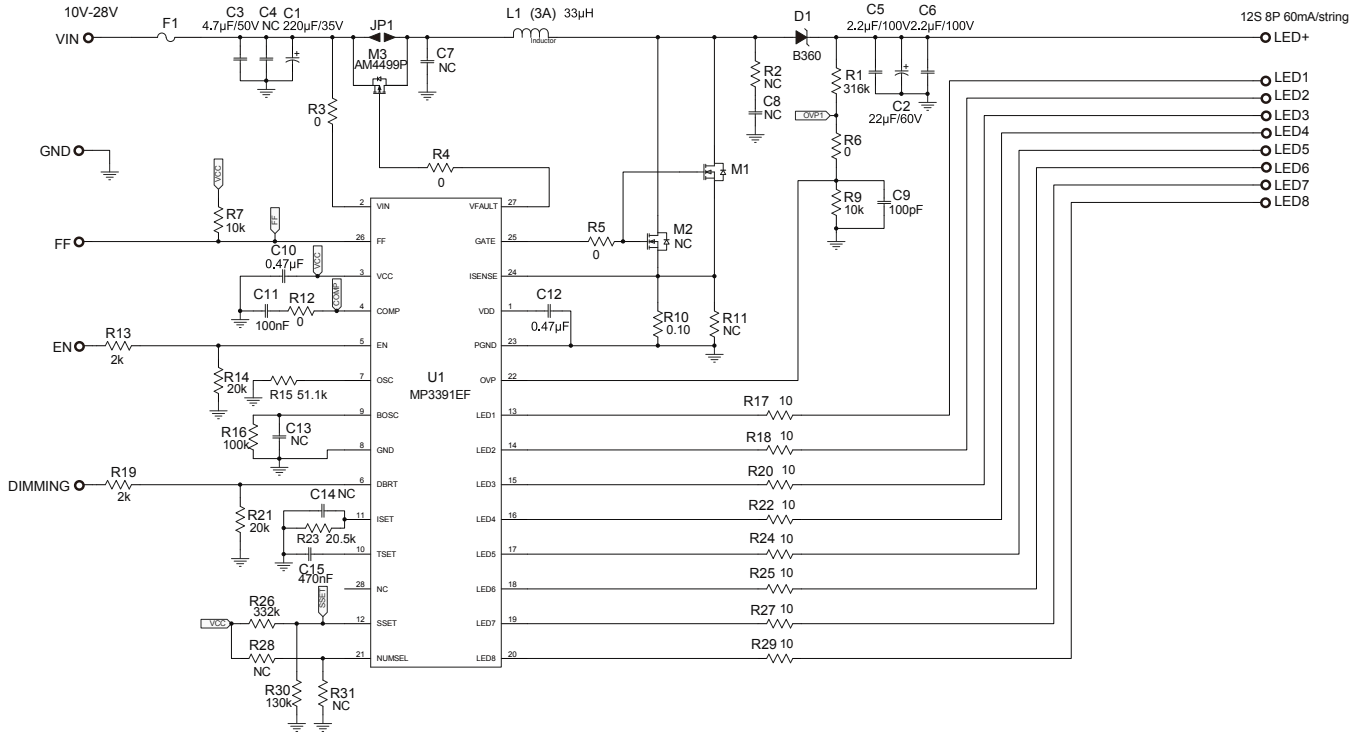 10V-28V
VIN
F1
C3
4.7µF/50V
C4
NC
C1
220µF/35V
JP1
M3
AM4499P
C7
NC
L1 (3A) 33µH
Inductor
D1
B360
C5
2.2µF/100V
C6
2.2µF/100V
12S 8P 60mA/string
LED+
R2
NC
C8
NC
R1
316k
C2
22µF/60V
OVP1
R6
0
R9
10k
C9
100pF
LED1
LED2
LED3
LED4
LED5
LED6
LED7
LED8
GND
R3
0
R4
0
M1
M2
NC
R5
0
VCC
R7
10k
FF
FF
C10
0.47µF
VCC
C11
100nF
R12
0
COMP
EN
R13
2k
R14
20k
R15 51.1k
R16
100k
C13
NC
DIMMING
R19
2k
R21
20k
C14
NC
R23 20.5k
C15
470nF
SSET
VCC
R26
332k
R28
NC
R30
130k
R31
NC
U1
MP3391EF
2 VIN
26 FF
3 VCC
4 COMP
5 EN
7 OSC
9 BOSC
8 GND
6 DBRT
11 ISET
10 TSET
28 NC
12 SSET
21 NUMSEL
VFAULT 27
GATE 25
ISENSE 24
VDD 1
PGND 23
OVP 22
LED1 13
LED2 14
LED3 15
LED4 16
LED5 17
LED6 18
LED7 19
LED8 20
C12
0.47µF
R10
0.10
R11
NC
R17 10
R18 10
R20 10
R22 10
R24 10
R25 10
R27 10
R29 10